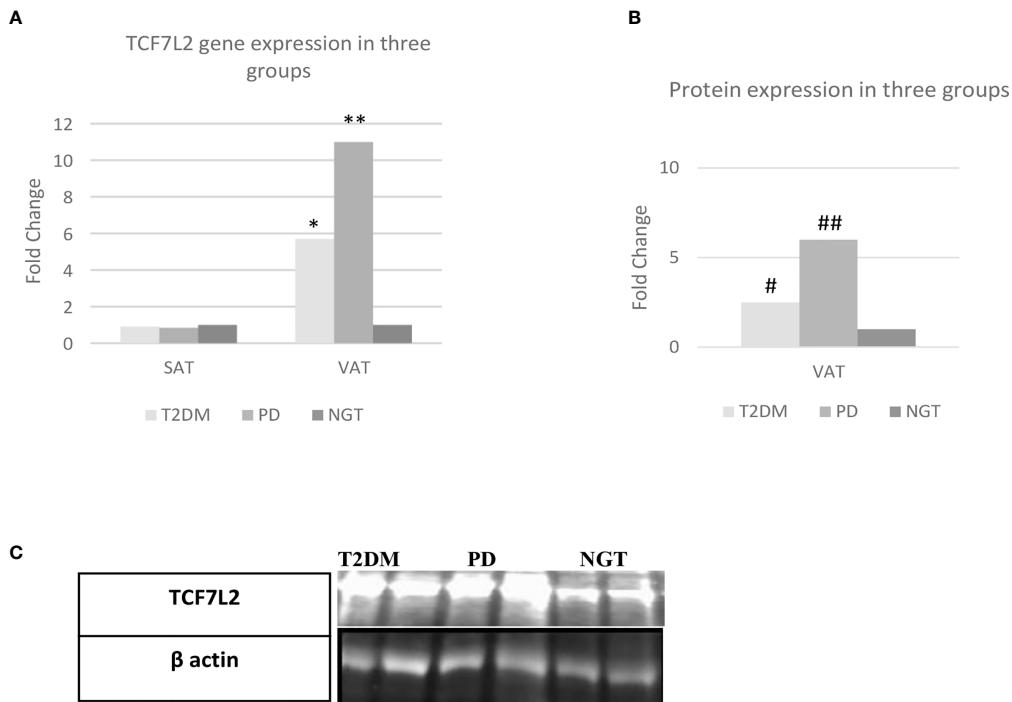 A
TCF7L2 gene expression in three
groups
Fold Change
12
10
8
6
4
2
0
*
**
SAT
VAT
T2DM PD NGT
B
Protein expression in three groups
Fold Change
10
5
0
#
##
VAT
T2DM PD NGT
C
T2DM PD NGT
TCF7L2
β actin